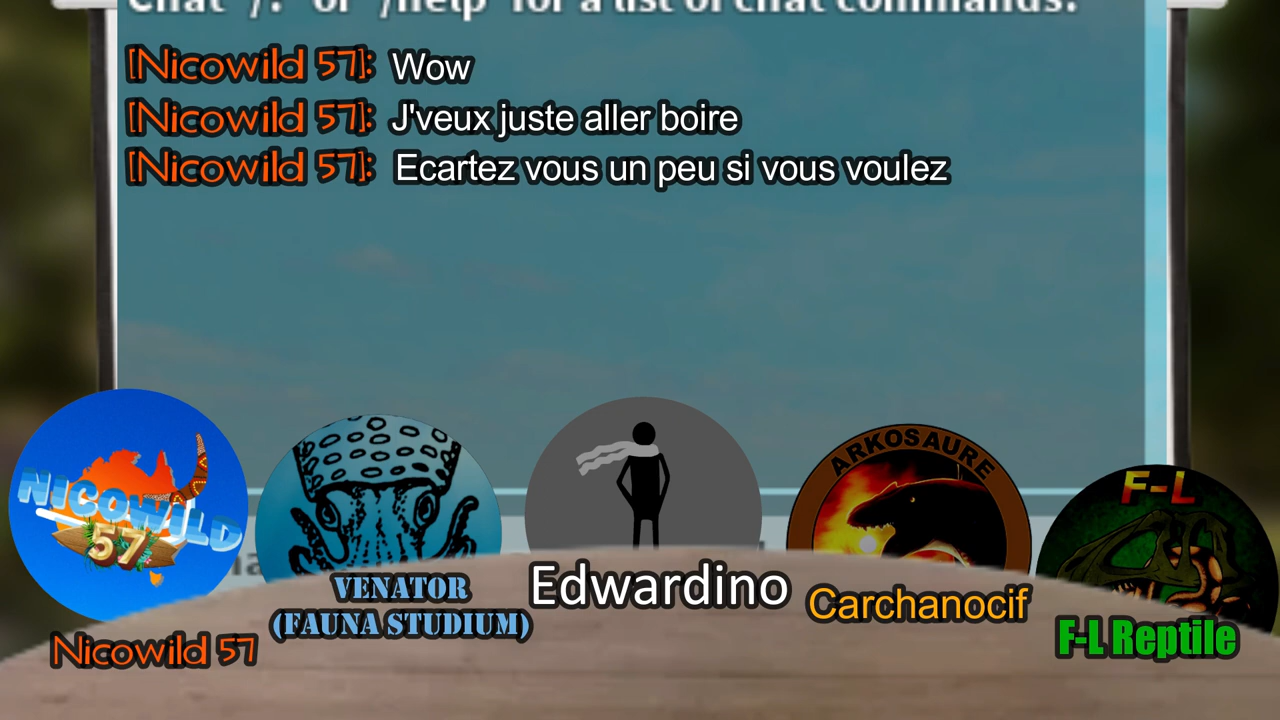 Chat '/?' or '/help' for a list of chat commands.
[Nicowild 57]: Wow
[Nicowild 57]: J'veux juste aller boire
[Nicowild 57]: Ecartez vous un peu si vous voulez
NICOWILD
57
ARKOSAURE
F-L
VENATOR
(FAUNA STUDIUM)
Edwardino
Carchanocif
F-L Reptile
Nicowild 57